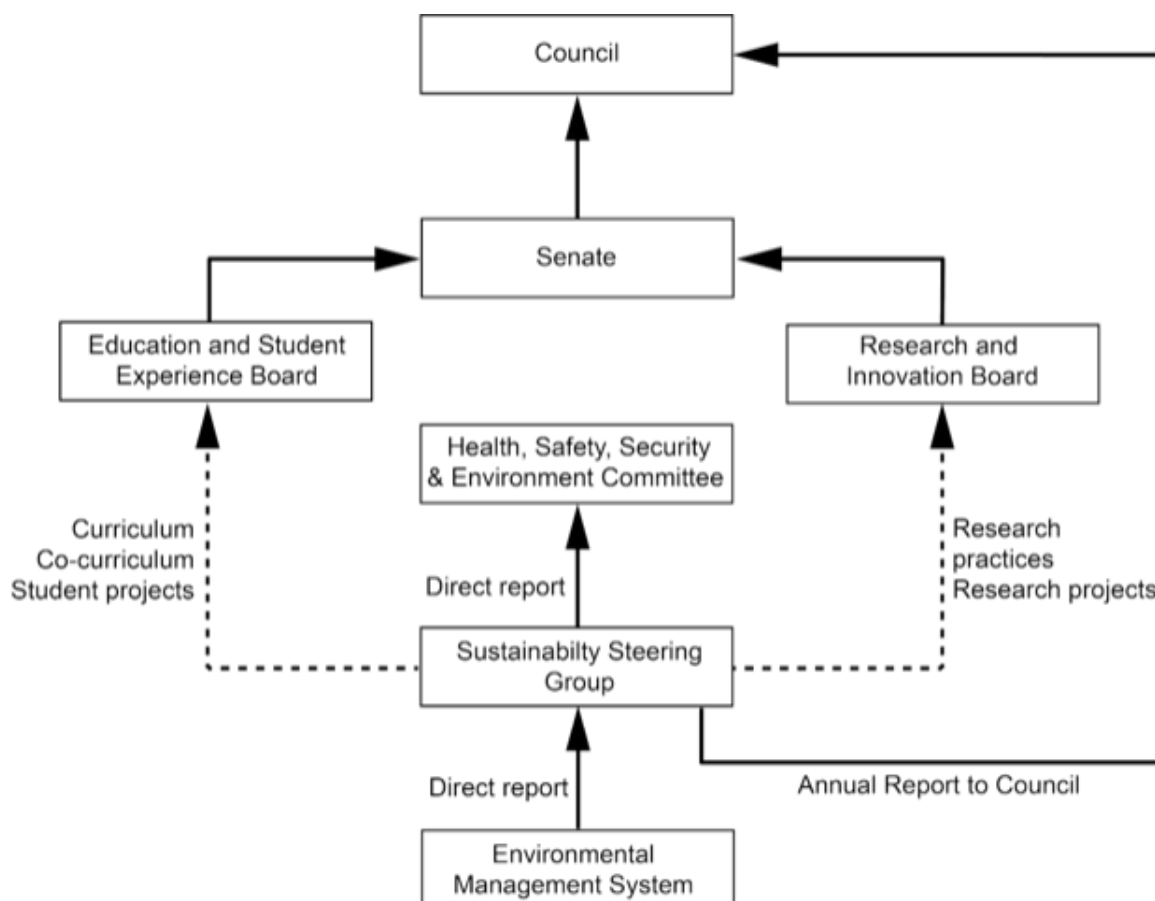 Council
Senate
Education and Student
Experience Board
Research and
Innovation Board
Health, Safety, Security
& Environment Committee
Curriculum
Co-curriculum
Student projects
Research
practices
Research projects
Direct report
Sustainabilty Steering
Group
Direct report
Annual Report to Council
Environmental
Management System